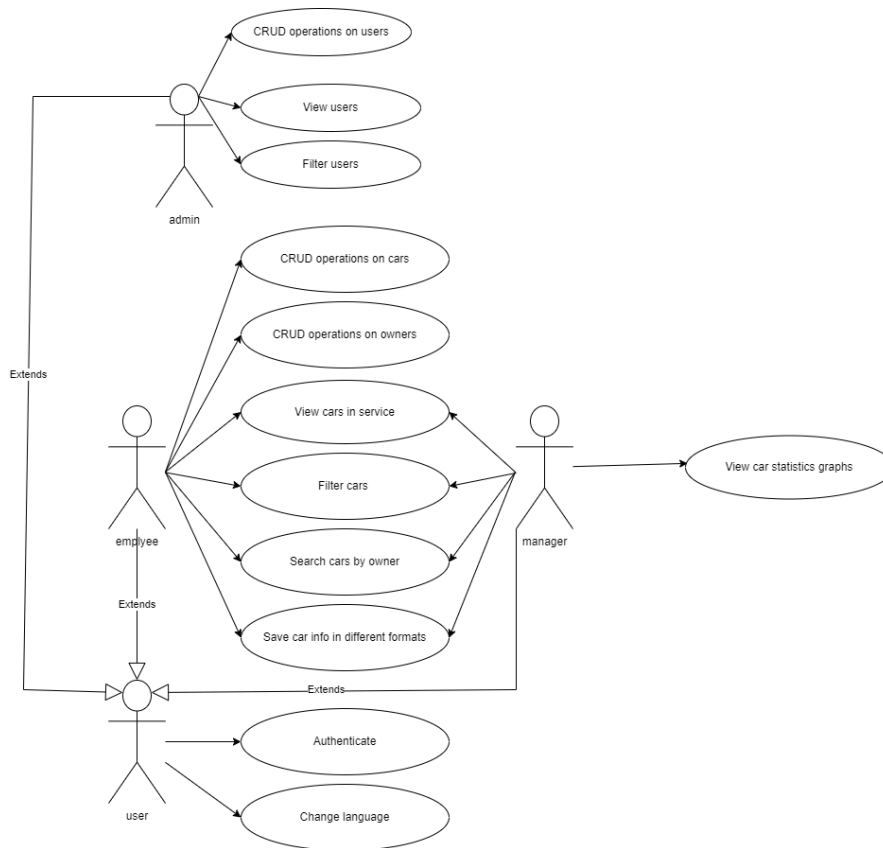 CRUD operations on users
View users
Filter users
admin
CRUD operations on cars
CRUD operations on owners
Extends
View cars in service
View car statistics graphs
Filter cars
emplyee
manager
Search cars by owner
Extends
Save car info in different formats
Extends
Authenticate
user
Change language